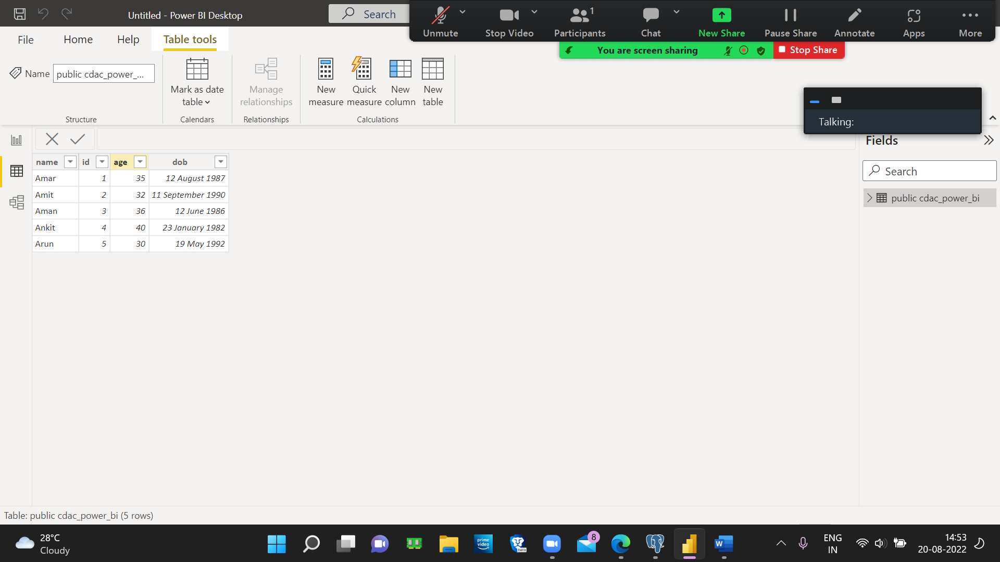 Untitled - Power BI Desktop
Search
Unmute
Stop Video
1
Participants
Chat
New Share
Pause Share
Annotate
Apps
More
You are screen sharing
Stop Share
File
Home
Help
Table tools
Name
public cdac_power_...
Structure
Mark as date
table
Calendars
Manage
relationships
Relationships
New
measure
Quick
measure
New
column
New
table
Calculations
Talking:
Fields
Search
public cdac_power_bi
name id age dob
Amar 1 35 12 August 1987
Amit 2 32 11 September 1990
Aman 3 36 12 June 1986
Ankit 4 40 23 January 1982
Arun 5 30 19 May 1992
Table: public cdac_power_bi (5 rows)
28°C
Cloudy
prime
video
beta
8
W
ENG
IN
14:53
20-08-2022